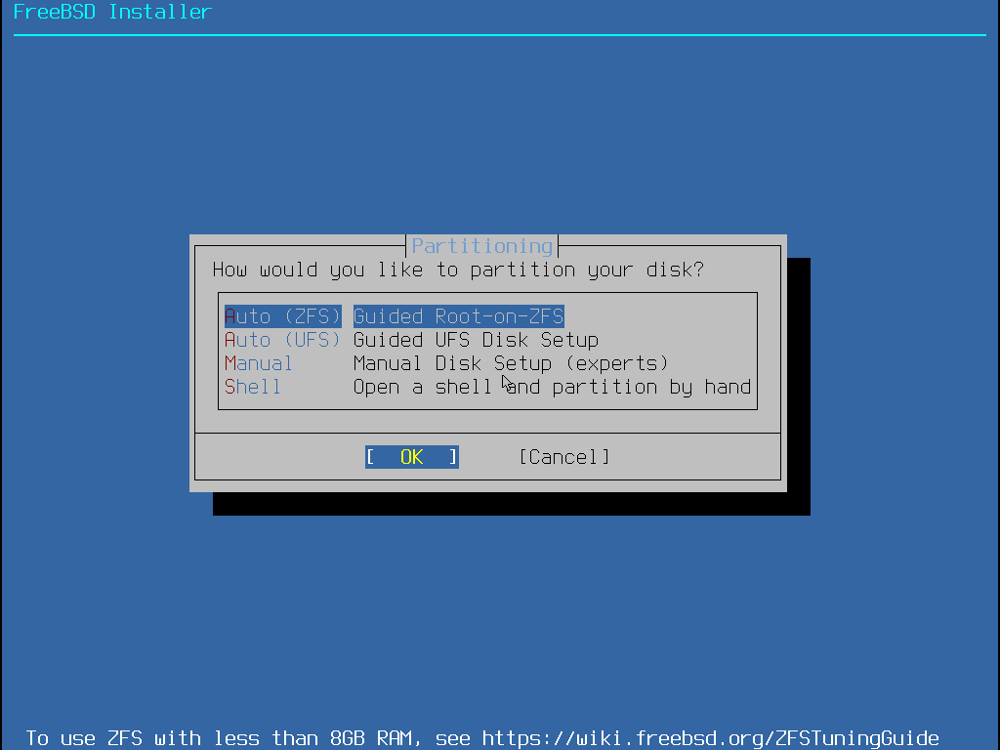 FreeBSD Installer
Partitioning
How would you like to partition your disk?
Auto (ZFS) Guided Root-on-ZFS
Auto (UFS) Guided UFS Disk Setup
Manual Manual Disk Setup (experts)
Shell Open a shell and partition by hand
[ OK ] [Cancel]
To use ZFS with less than 8GB RAM, see https://wiki.freebsd.org/ZFSTuningGuide